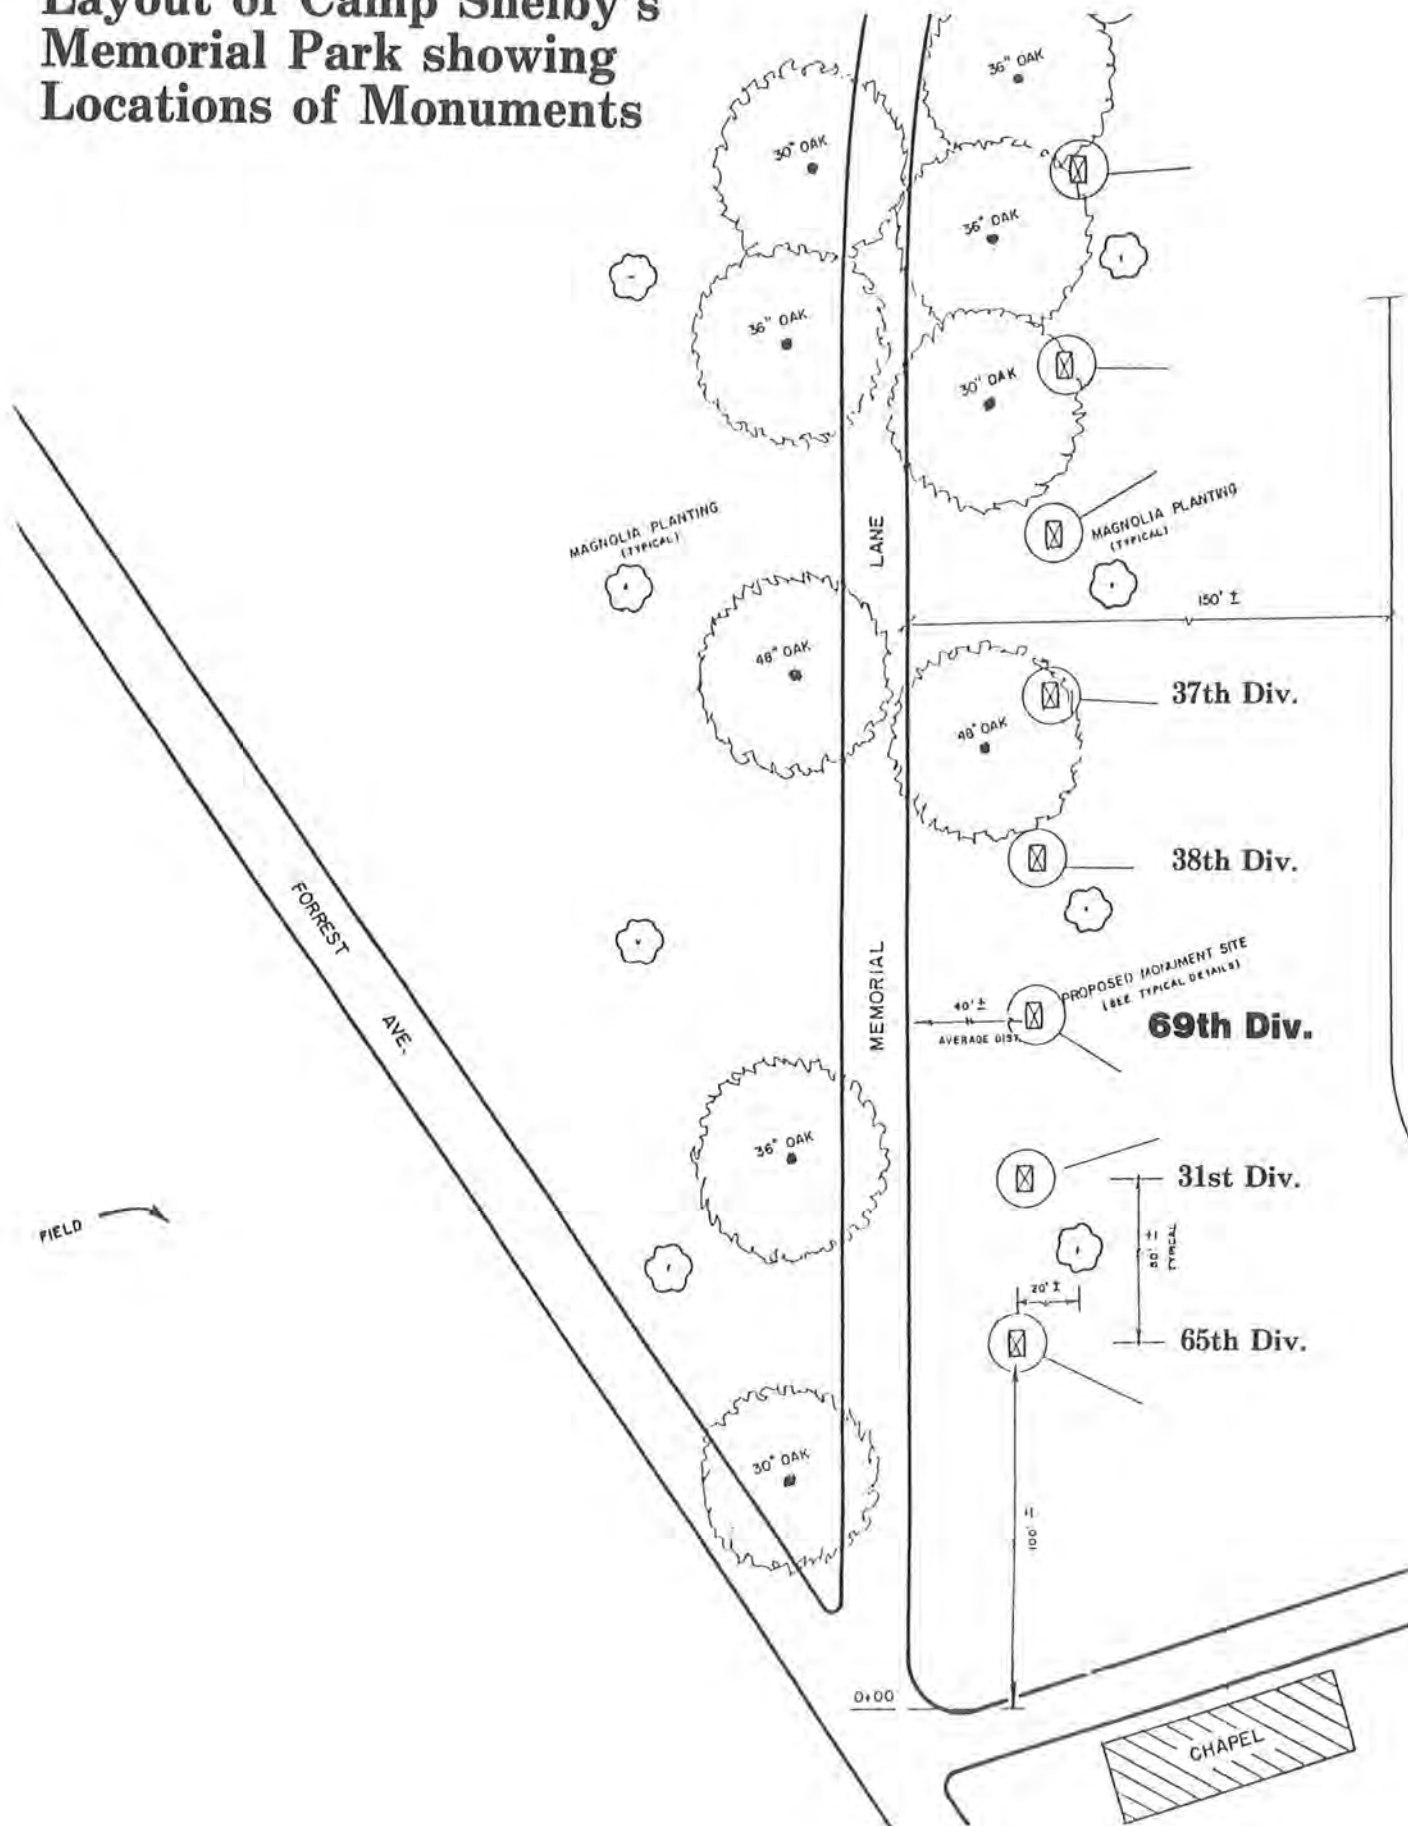 Layout of Camp Shelby's
Memorial Park showing
Locations of Monuments
36" OAK
30" OAK
36" OAK
36" OAK
30" OAK
MAGNOLIA PLANTING
(TYPICAL)
LANE
MAGNOLIA PLANTING
(TYPICAL)
150' ±
48" OAK
37th Div.
48" OAK
38th Div.
FORREST
AVE.
MEMORIAL
PROPOSED MONUMENT SITE
(SEE TYPICAL DETAILS)
40' ±
AVERAGE DIST.
69th Div.
36" OAK
31st Div.
FIELD
TYPICAL
20' ±
65th Div.
30" OAK
100' ±
0+00
CHAPEL